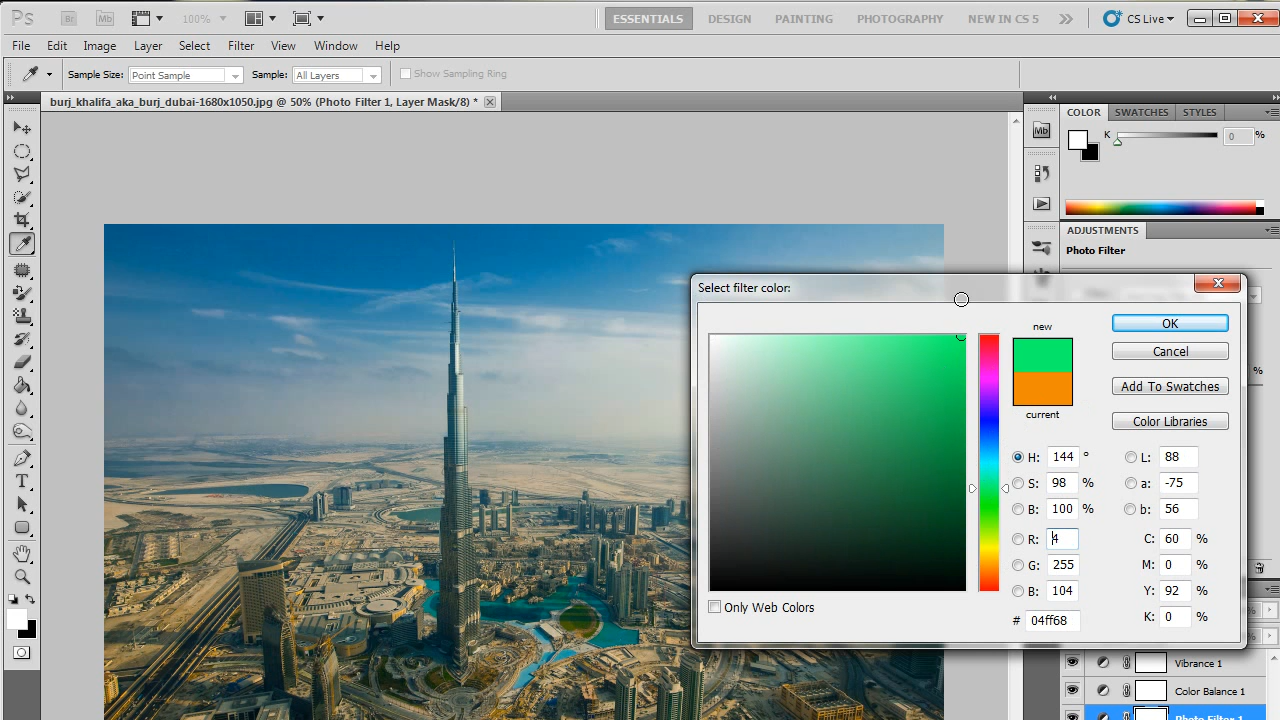 Ps Br Mb 100% ESSENTIALS DESIGN PAINTING PHOTOGRAPHY NEW IN CS 5 CS Live
File Edit Image Layer Select Filter View Window Help
Sample Size: Point Sample Sample: All Layers Show Sampling Ring
burj_khalifa_aka_burj_dubai-1680x1050.jpg @ 50% (Photo Filter 1, Layer Mask/8) *
Mb COLOR SWATCHES STYLES
K 0 %
ADJUSTMENTS
Photo Filter
Select filter color:
new
current
OK
Cancel
Add To Swatches
Color Libraries
%
H: 144 ° L: 88
S: 98 % a: -75
B: 100 % b: 56
R: 4 C: 60 %
G: 255 M: 0 %
B: 104 Y: 92 %
# 04ff68 K: 0 %
Only Web Colors
T
Vibrance 1
Color Balance 1
Photo Filter 1